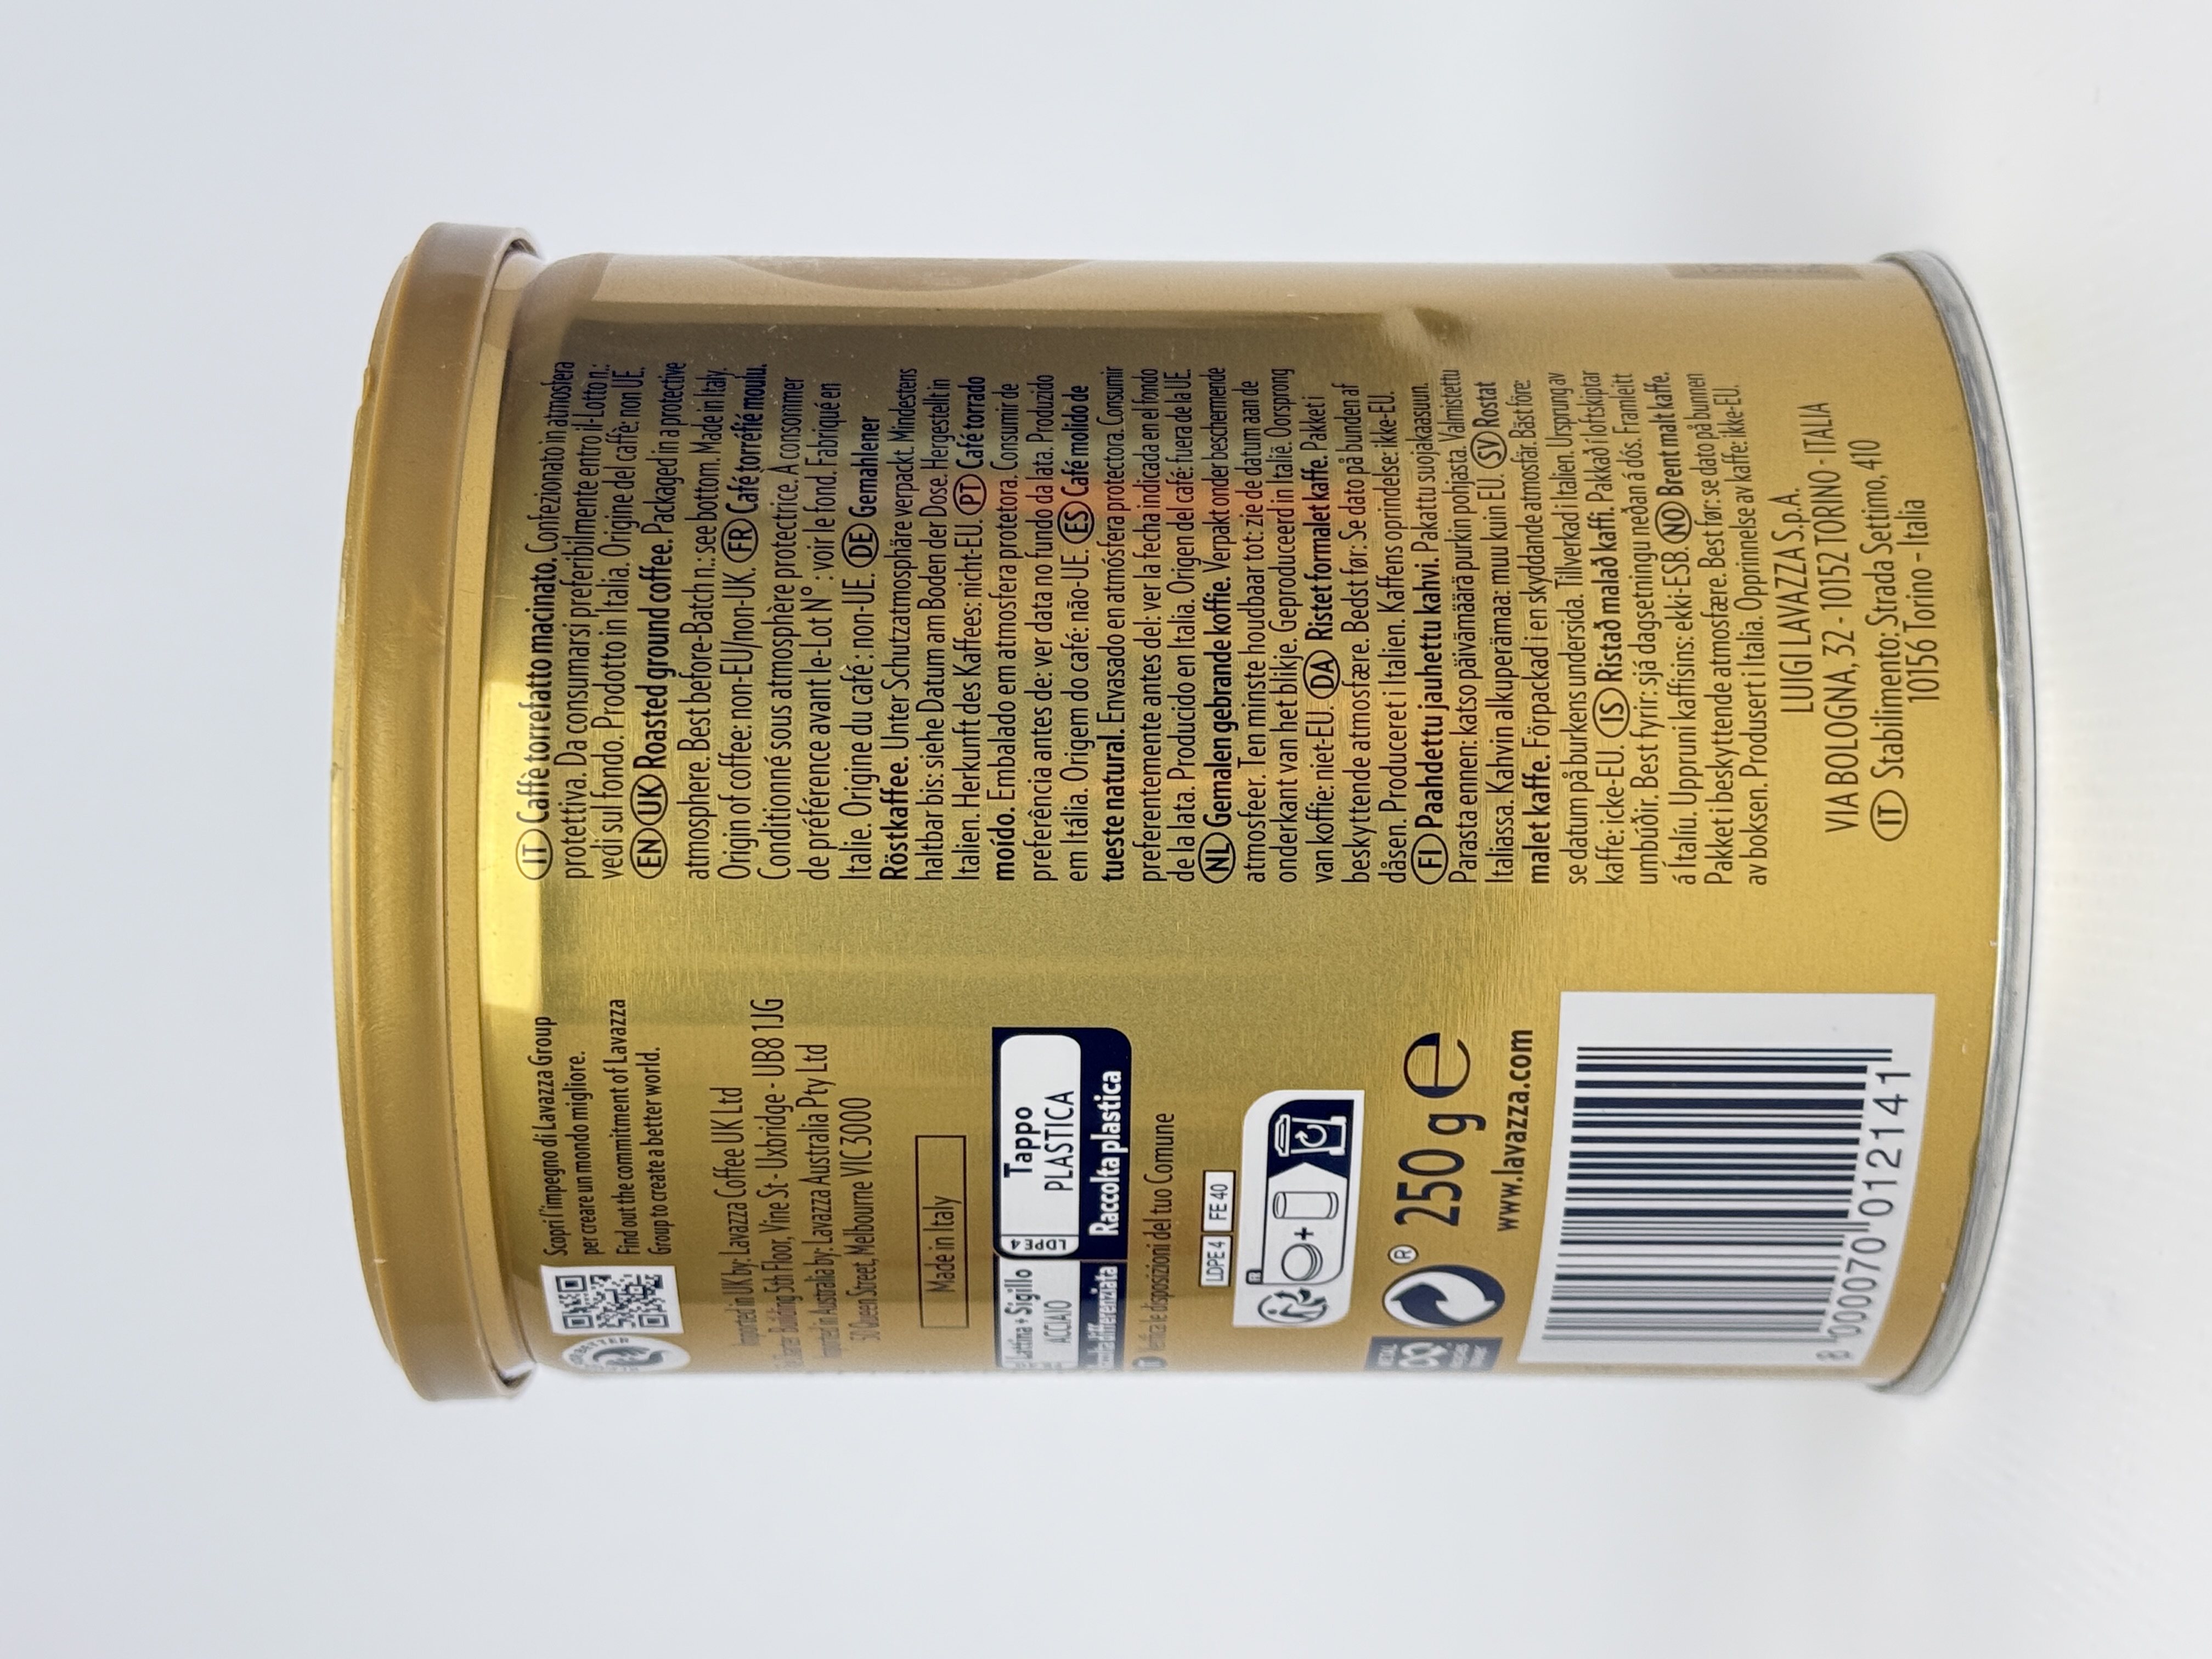 Scopri l'impegno di Lavazza Group
per creare un mondo migliore.
Find out the commitment of Lavazza
Group to create a better world.
Imported in UK by: Lavazza Coffee UK Ltd
Building 5th Floor, Vine St - Uxbridge - UB8 1JG
Imported in Australia by: Lavazza Australia Pty Ltd
50 Queen Street, Melbourne VIC 3000
Made in Italy
Lattina + Sigillo
ACCIAIO
LDPE 4
Tappo
PLASTICA
Raccolta plastica
Verifica le disposizioni del tuo Comune
LDPE 4
FE 40
250 g e
www.lavazza.com
8 000070 012141
IT Caffè torrefatto macinato. Confezionato in atmosfera
protettiva. Da consumarsi preferibilmente entro il-Lotto n.:
vedi sul fondo. Prodotto in Italia. Origine del caffè: non UE.
EN UK Roasted ground coffee. Packaged in a protective
atmosphere. Best before-Batch n.: see bottom. Made in Italy.
Origin of coffee: non-EU/non-UK. FR Café torréfié moulu.
Conditionné sous atmosphère protectrice. A consommer
de préférence avant le-Lot N° : voir le fond. Fabriqué en
Italie. Origine du café : non-UE. DE Gemahlener
Röstkaffee. Unter Schutzatmosphäre verpackt. Mindestens
haltbar bis: siehe Datum am Boden der Dose. Hergestellt in
Italien. Herkunft des Kaffees: nicht-EU. PT Café torrado
moído. Embalado em atmosfera protetora. Consumir de
preferência antes de: ver data no fundo da lata. Produzido
em Itália. Origem do café: não-UE. ES Café molido de
tueste natural. Envasado en atmósfera protectora. Consumir
preferentemente antes del: ver la fecha indicada en el fondo
de la lata. Producido en Italia. Origen del café: fuera de la UE.
NL Gemalen gebrande koffie. Verpakt onder beschermende
atmosfeer. Ten minste houdbaar tot: zie de datum aan de
onderkant van het blikje. Geproduceerd in Italië. Oorsprong
van koffie: niet-EU. DA Ristet formalet kaffe. Pakket i
beskyttende atmosfære. Bedst før: Se dato på bunden af
dåsen. Produceret i Italien. Kaffens oprindelse: ikke-EU.
FI Paahdettu jauhettu kahvi. Pakattu suojakaasuun.
Parasta ennen: katso päivämäärä purkin pohjasta. Valmistettu
Italiassa. Kahvin alkuperämaa: muu kuin EU. SV Rostat
malet kaffe. Förpackad i en skyddande atmosfär. Bäst före:
se datum på burkens undersida. Tillverkad i Italien. Ursprung av
kaffe: icke-EU. IS Ristað malað kaffi. Pakkað í loftskiptar
umbúðir. Best fyrir: sjá dagsetningu neðan á dós. Framleitt
á Ítalíu. Uppruni kaffisins: ekki-ESB. NO Brent malt kaffe.
Pakket i beskyttende atmosfære. Best før: se dato på bunnen
av boksen. Produsert i Italia. Opprinnelse av kaffe: ikke-EU.
LUIGI LAVAZZA S.p.A.
VIA BOLOGNA, 32 - 10152 TORINO - ITALIA
IT Stabilimento: Strada Settimo, 410
10156 Torino - Italia